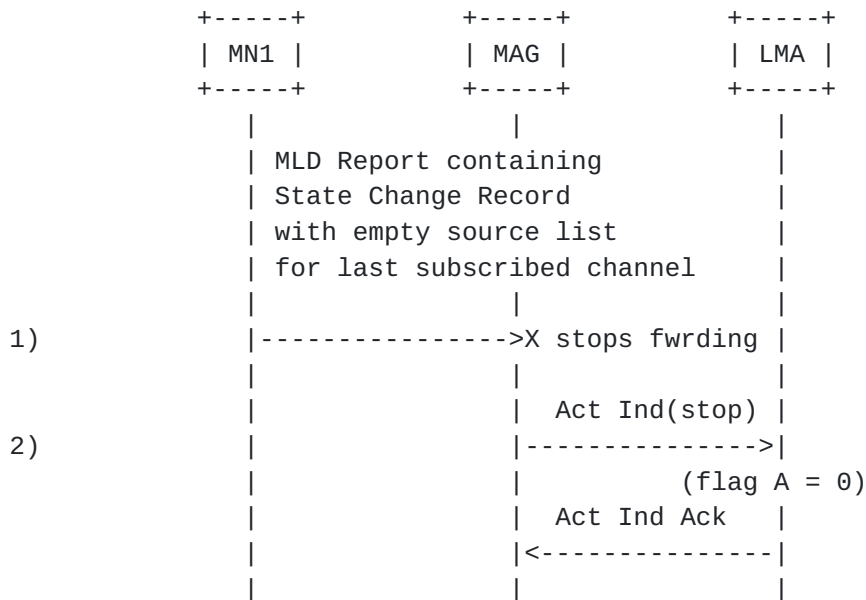 MN1 MAG LMA
MLD Report containing
State Change Record
with empty source list
for last subscribed channel
1) X stops fwrding
Act Ind(stop)
2)
(flag A = 0)
Act Ind Ack